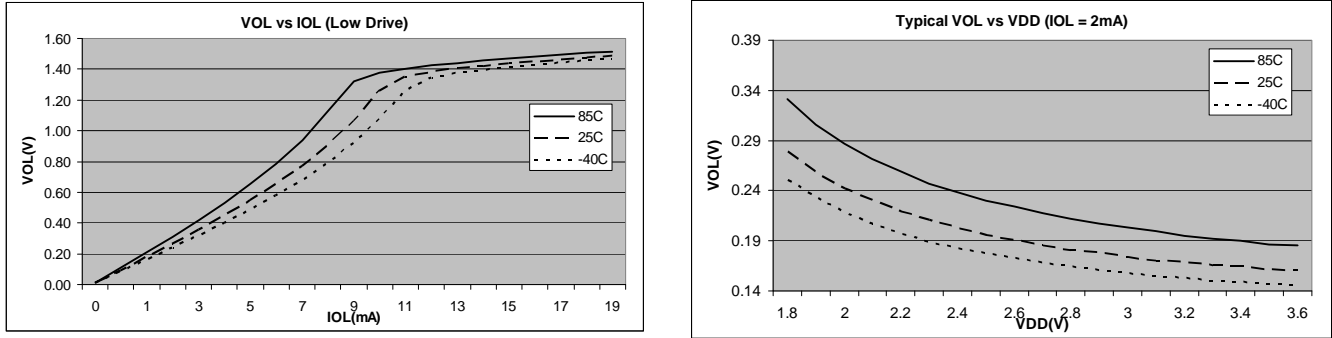 VOL vs IOL (Low Drive)
1.60
1.40
1.20
1.00
0.80
0.60
0.40
0.20
0.00
VOL(V)
85C
25C
-40C
0 1 3 5 7 9 11 13 15 17 19
IOL(mA)
Typical VOL vs VDD (IOL = 2mA)
0.39
0.34
0.29
0.24
0.19
0.14
VOL(V)
85C
25C
-40C
1.8 2 2.2 2.4 2.6 2.8 3 3.2 3.4 3.6
VDD(V)